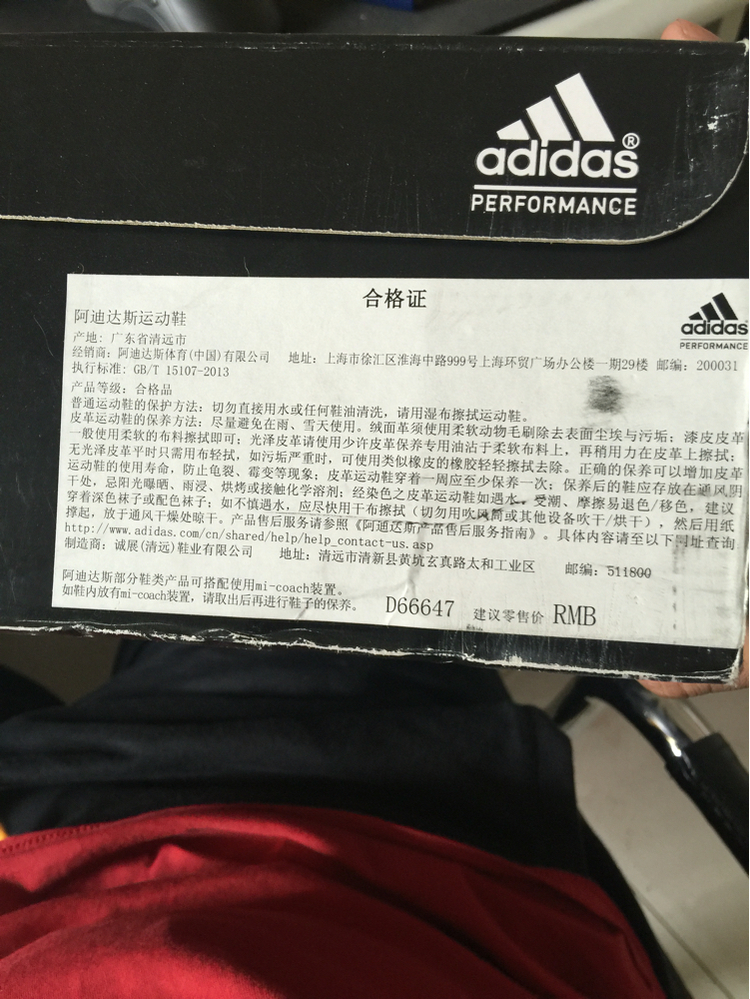 adidas®
PERFORMANCE
合格证
adidas
PERFORMANCE
阿迪达斯运动鞋
产地: 广东省清远市
经销商: 阿迪达斯体育(中国)有限公司 地址: 上海市徐汇区淮海中路999号上海环贸广场办公楼一期29楼 邮编: 200031
执行标准: GB/T 15107-2013
产品等级: 合格品
普通运动鞋的保护方法: 切勿直接用水或任何鞋油清洗, 请用湿布擦拭运动鞋。
皮革运动鞋的保养方法: 尽量避免在雨、雪天使用。绒面革须使用柔软动物毛刷除去表面尘埃与污垢; 漆皮皮革
一般使用柔软的布料擦拭即可; 光泽皮革请使用少许皮革保养专用油沾于柔软布料上, 再稍用力在皮革上擦拭;
无光泽皮革平时只需用布轻拭, 如污垢严重时, 可使用类似橡皮的橡胶轻轻擦拭去除。正确的保养可以增加皮革
运动鞋的使用寿命, 防止龟裂、霉变等现象; 皮革运动鞋穿着一周应至少保养一次; 保养后的鞋应存放在通风阴
干处, 忌阳光曝晒、雨浸、烘烤或接触化学溶剂; 经染色之皮革运动鞋如遇水、受潮、摩擦易退色/移色, 建议
穿着深色袜子或配色袜子; 如不慎遇水, 应尽快用干布擦拭(切勿用吹风筒或其他设备吹干/烘干), 然后用纸
撑起, 放于通风干燥处晾干。产品售后服务请参照《阿迪达斯产品售后服务指南》。具体内容请至以下网址查询
http://www.adidas.com/cn/shared/help/help_contact-us.asp
制造商: 诚展(清远)鞋业有限公司 地址: 清远市清新县黄坑玄真路太和工业区 邮编: 511800
阿迪达斯部分鞋类产品可搭配使用mi-coach装置。
如鞋内放有mi-coach装置, 请取出后再进行鞋子的保养。 D66647 建议零售价 RMB